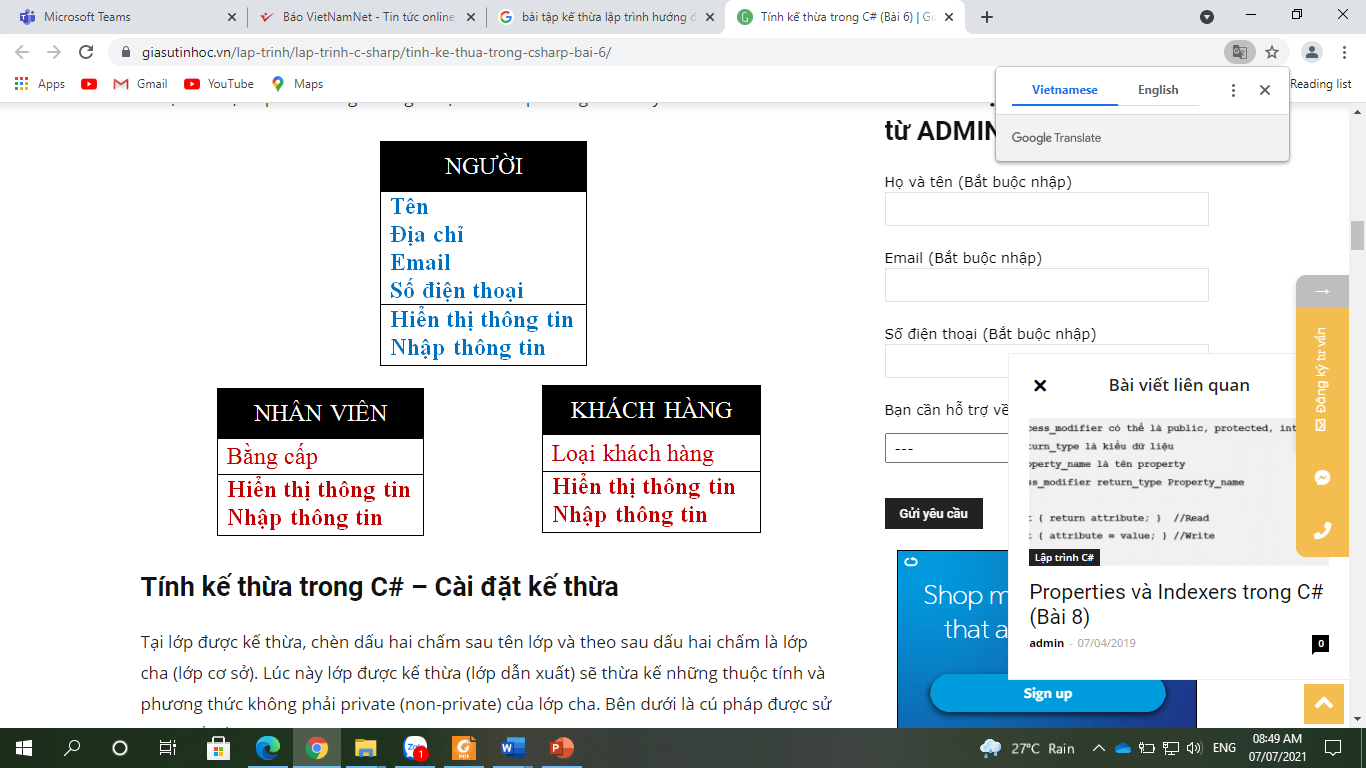 Microsoft Teams
Báo VietNamNet - Tin tức online,
bài tập kế thừa lập trình hướng đ
Tính kế thừa trong C# (Bài 6) | Gi
giasutinhoc.vn/lap-trinh/lap-trinh-c-sharp/tinh-ke-thua-trong-csharp-bai-6/
Apps
Gmail
YouTube
Maps
Reading list
Vietnamese
English
Google Translate
từ ADMIN
NGƯỜI
Tên
Địa chỉ
Email
Số điện thoại
Hiển thị thông tin
Nhập thông tin
NHÂN VIÊN
Bằng cấp
Hiển thị thông tin
Nhập thông tin
KHÁCH HÀNG
Loại khách hàng
Hiển thị thông tin
Nhập thông tin
Tính kế thừa trong C# – Cài đặt kế thừa
Tại lớp được kế thừa, chèn dấu hai chấm sau tên lớp và theo sau dấu hai chấm là lớp
cha (lớp cơ sở). Lúc này lớp được kế thừa (lớp dẫn xuất) sẽ thừa kế những thuộc tính và
phương thức không phải private (non-private) của lớp cha. Bên dưới là cú pháp được sử
Họ và tên (Bắt buộc nhập)
Email (Bắt buộc nhập)
Số điện thoại (Bắt buộc nhập)
Bạn cần hỗ trợ về
---
Gửi yêu cầu
Shop m
that a
Sign up
Đăng ký tư vấn
Bài viết liên quan
cess_modifier có thể là public, protected, int
turn_type là kiểu dữ liệu
operty_name là tên property
ess_modifier return_type Property_name
t { return attribute; } //Read
t { attribute = value; } //Write
Lập trình C#
Properties và Indexers trong C#
(Bài 8)
admin - 07/04/2019
0
Zalo
1
PDF
27°C Rain
ENG
08:49 AM
07/07/2021